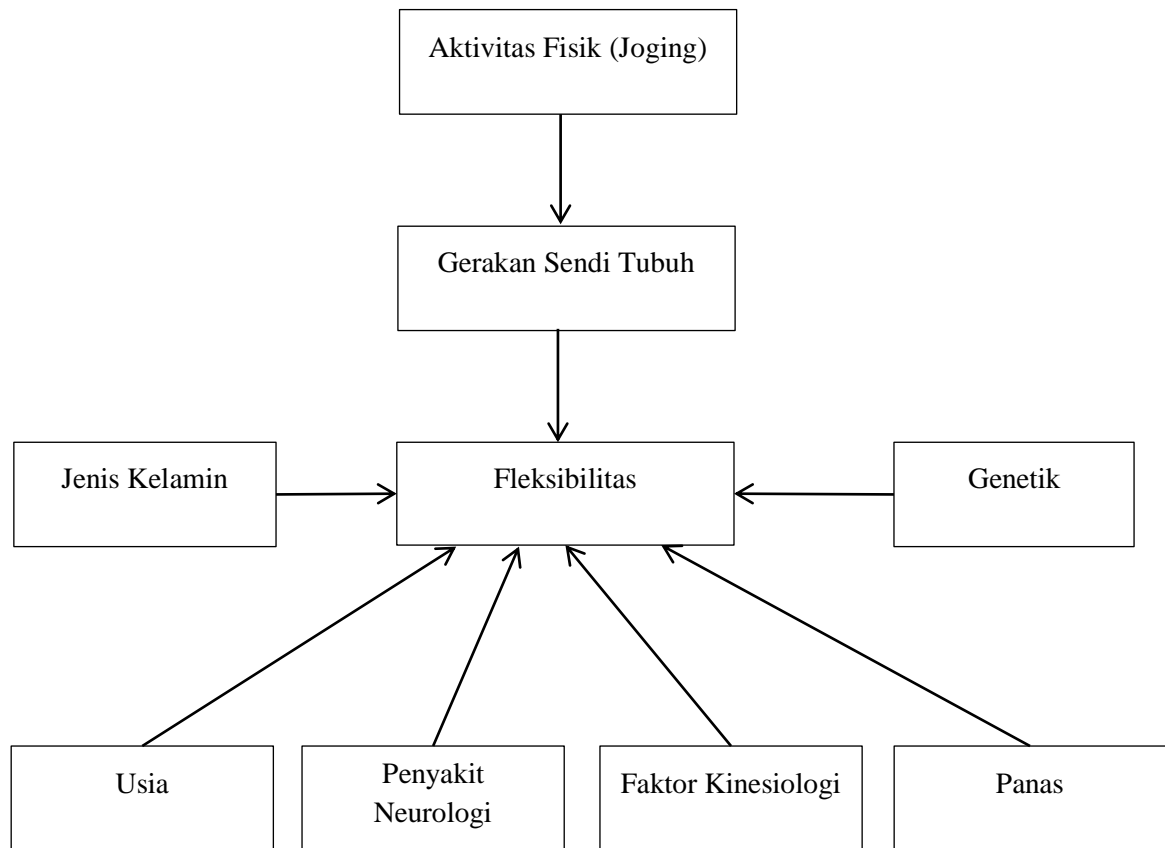 Aktivitas Fisik (Joging)
Gerakan Sendi Tubuh
Jenis Kelamin
Fleksibilitas
Genetik
Usia
Penyakit
Neurologi
Faktor Kinesiologi
Panas